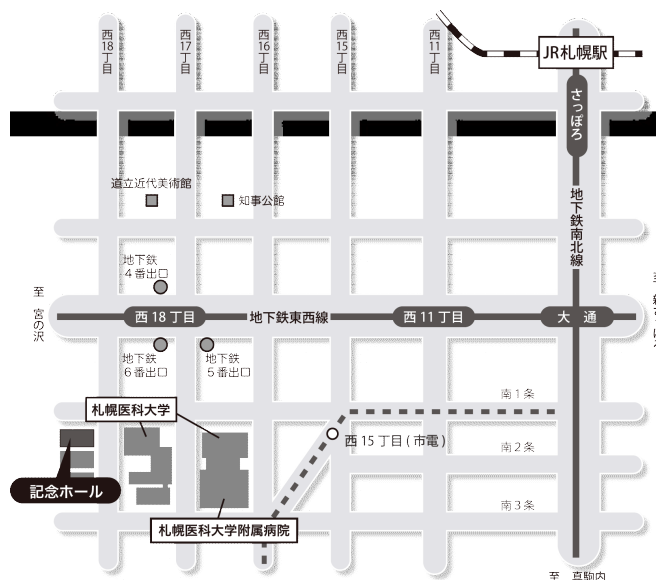 西18丁目
西17丁目
西16丁目
西15丁目
西11丁目
JR札幌駅
さっぽろ
地下鉄南北線
道立近代美術館
知事公館
地下鉄
4番出口
至 宮の沢
西18丁目
地下鉄東西線
西11丁目
大 通
至
地下鉄
6番出口
地下鉄
5番出口
南1条
札幌医科大学
西15丁目(市電)
南2条
記念ホール
南3条
札幌医科大学附属病院
至 真駒内